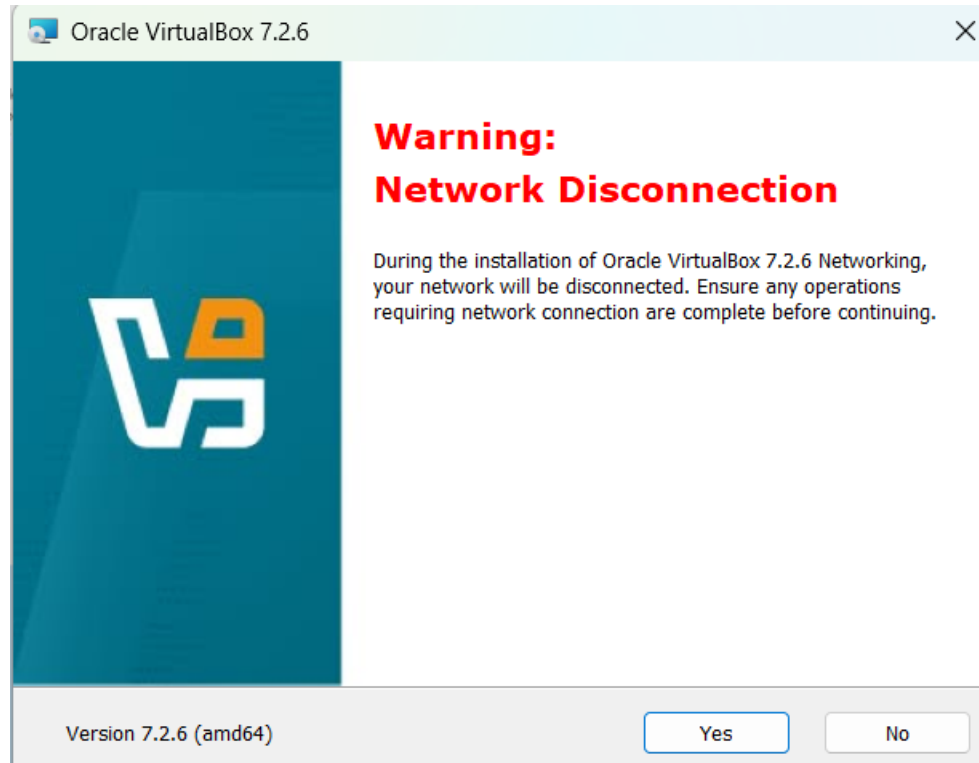 Oracle VirtualBox 7.2.6
Warning:
Network Disconnection
During the installation of Oracle VirtualBox 7.2.6 Networking,
your network will be disconnected. Ensure any operations
requiring network connection are complete before continuing.
Version 7.2.6 (amd64)
Yes
No